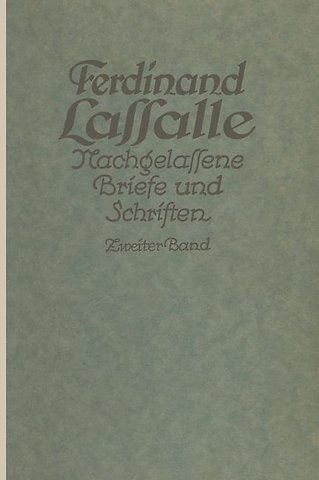 Ferdinand
Laſſalle
Nachgelaſſene
Briefe und
Schriften
Zweiter Band